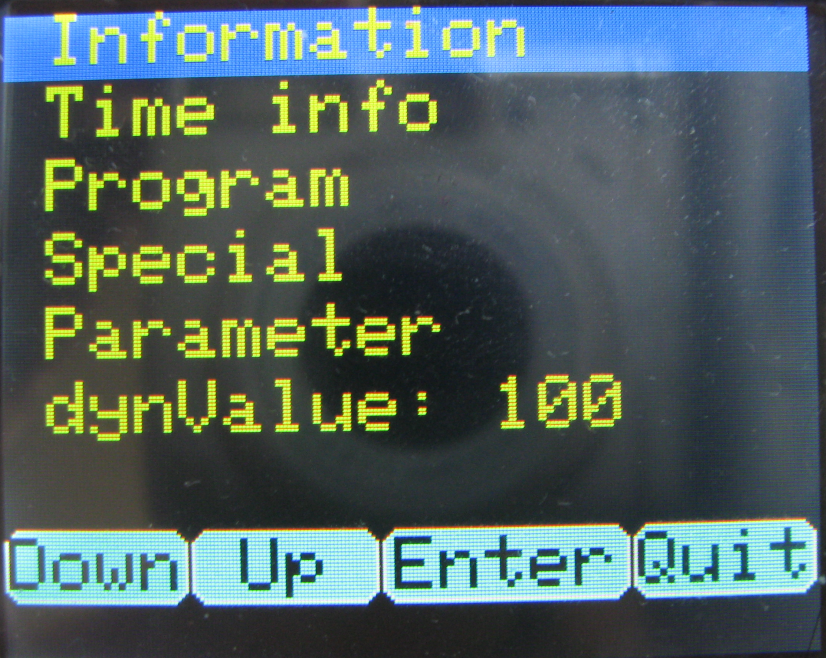 Information
Time info
Program
Special
Parameter
dynValue: 100
Down Up Enter Quit